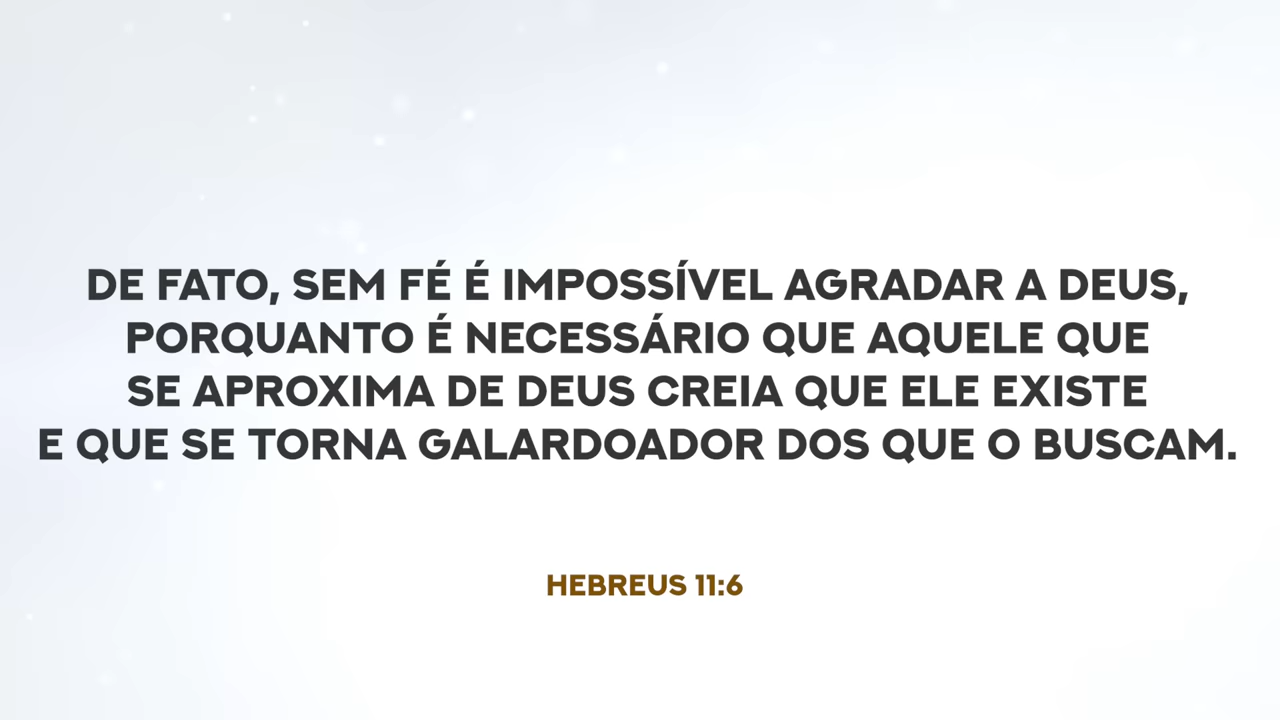 DE FATO, SEM FÉ É IMPOSSÍVEL AGRADAR A DEUS,
PORQUANTO É NECESSÁRIO QUE AQUELE QUE
SE APROXIMA DE DEUS CREIA QUE ELE EXISTE
E QUE SE TORNA GALARDOADOR DOS QUE O BUSCAM.
HEBREUS 11:6